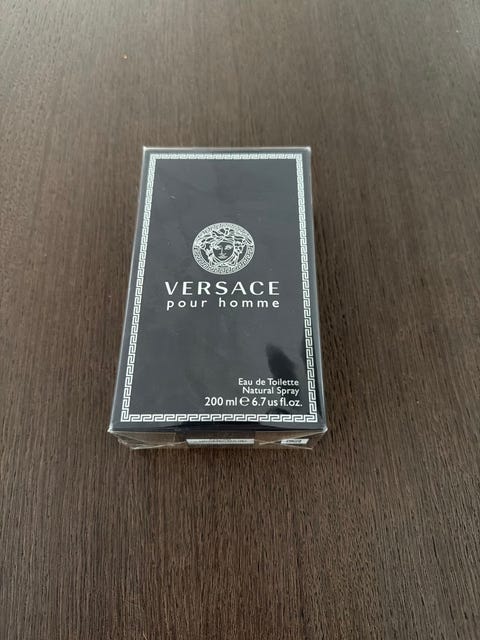 VERSACE
pour homme
Eau de Toilette
Natural Spray
200 ml ℮ 6.7 us fl.oz.